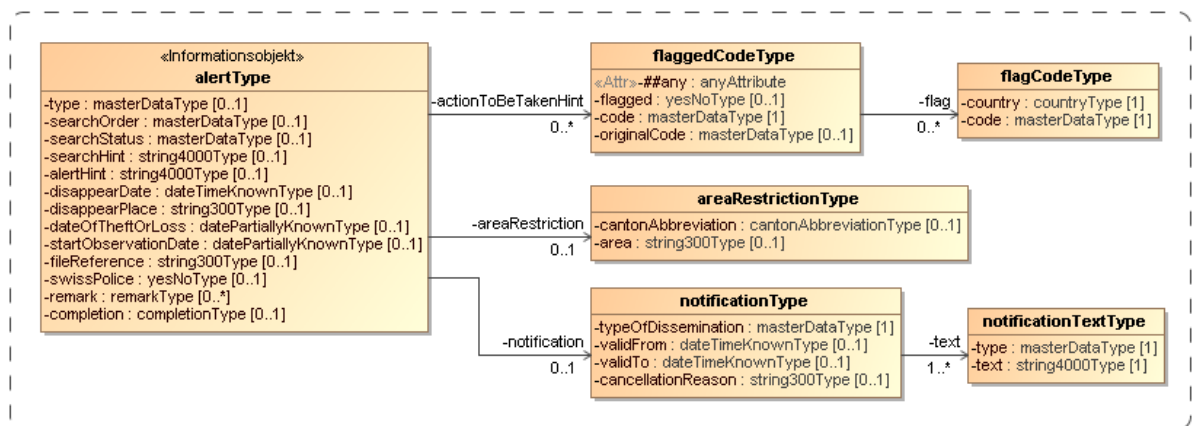 «Informationsobjekt»
alertType
-type : masterDataType [0..1]
-searchOrder : masterDataType [0..1]
-searchStatus : masterDataType [0..1]
-searchHint : string4000Type [0..1]
-alertHint : string4000Type [0..1]
-disappearDate : dateTimeKnownType [0..1]
-disappearPlace : string300Type [0..1]
-dateOfTheftOrLoss : datePartiallyKnownType [0..1]
-startObservationDate : datePartiallyKnownType [0..1]
-fileReference : string300Type [0..1]
-swissPolice : yesNoType [0..1]
-remark : remarkType [0..*]
-completion : completionType [0..1]
-actionToBeTakenHint
0..*
flaggedCodeType
«Attr»-##any : anyAttribute
-flagged : yesNoType [0..1]
-code : masterDataType [1]
-originalCode : masterDataType [0..1]
-flag
0..*
flagCodeType
-country : countryType [1]
-code : masterDataType [1]
-areaRestriction
0..1
areaRestrictionType
-cantonAbbreviation : cantonAbbreviationType [0..1]
-area : string300Type [0..1]
-notification
0..1
notificationType
-typeOfDissemination : masterDataType [1]
-validFrom : dateTimeKnownType [0..1]
-validTo : dateTimeKnownType [0..1]
-cancellationReason : string300Type [0..1]
-text
1..*
notificationTextType
-type : masterDataType [1]
-text : string4000Type [1]